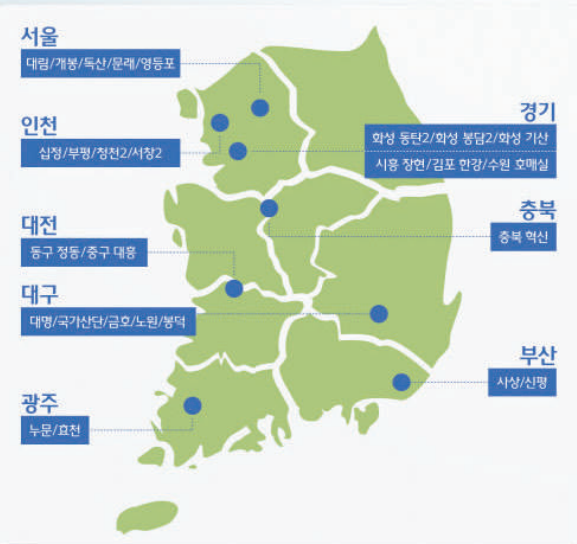 서울
대림/개봉/독산/문래/영등포
인천
십정/부평/청천2/서창2
경기
화성 동탄2/화성 봉담2/화성 기산
시흥 장현/김포 한강/수원 호매실
충북
충북 혁신
대전
동구 정동/중구 대흥
대구
대명/국가산단/금호/노원/봉덕
부산
사상/신평
광주
누문/효천